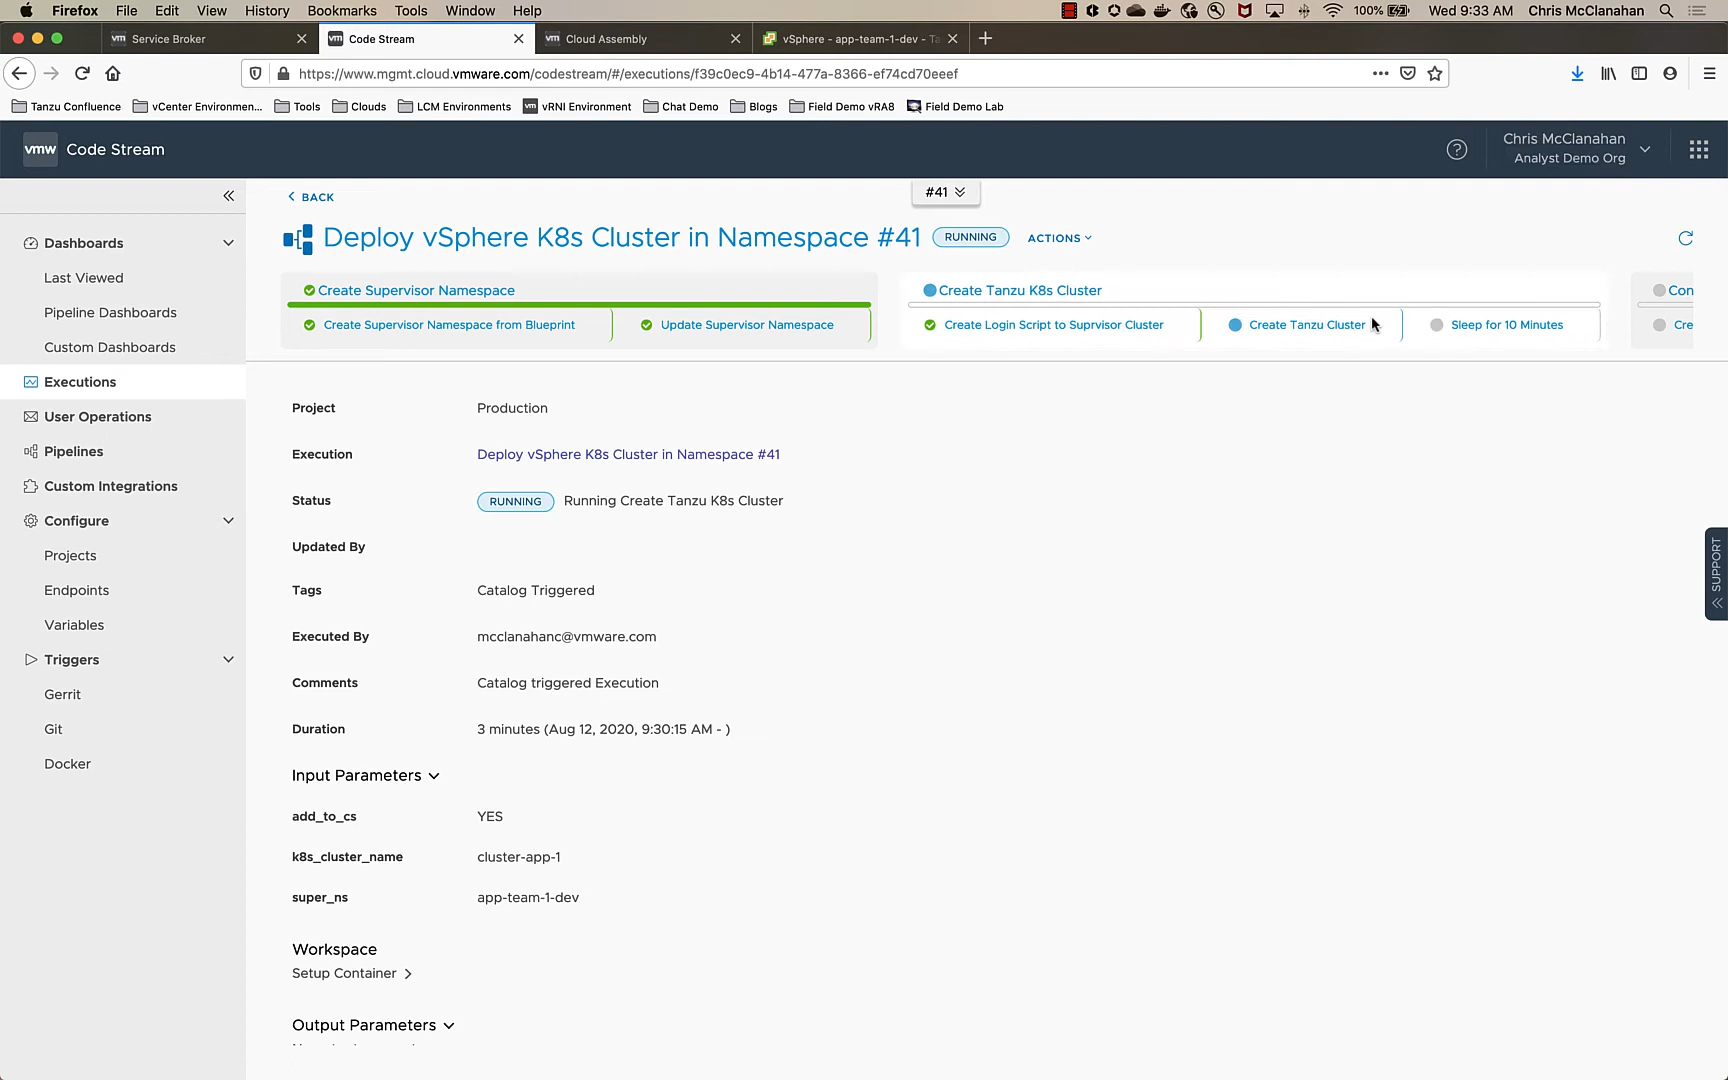 Firefox File Edit View History Bookmarks Tools Window Help 100% Wed 9:33 AM Chris McClanahan
vm Service Broker vm Code Stream vm Cloud Assembly vSphere - app-team-1-dev - Ta
https://www.mgmt.cloud.vmware.com/codestream/#/executions/f39c0ec9-4b14-477a-8366-ef74cd70eeef
Tanzu Confluence vCenter Environmen... Tools Clouds LCM Environments vm vRNI Environment Chat Demo Blogs Field Demo vRA8 Field Demo Lab
vmw Code Stream
Chris McClanahan
Analyst Demo Org
BACK
#41
Deploy vSphere K8s Cluster in Namespace #41 RUNNING ACTIONS
Create Supervisor Namespace
Create Supervisor Namespace from Blueprint
Update Supervisor Namespace
Create Tanzu K8s Cluster
Create Login Script to Suprvisor Cluster
Create Tanzu Cluster
Sleep for 10 Minutes
Con
Cre
Dashboards
Last Viewed
Pipeline Dashboards
Custom Dashboards
Executions
User Operations
Pipelines
Custom Integrations
Configure
Projects
Endpoints
Variables
Triggers
Gerrit
Git
Docker
Project Production
Execution Deploy vSphere K8s Cluster in Namespace #41
Status RUNNING Running Create Tanzu K8s Cluster
Updated By
Tags Catalog Triggered
Executed By mcclanahanc@vmware.com
Comments Catalog triggered Execution
Duration 3 minutes (Aug 12, 2020, 9:30:15 AM - )
Input Parameters
add_to_cs YES
k8s_cluster_name cluster-app-1
super_ns app-team-1-dev
Workspace
Setup Container
Output Parameters
SUPPORT